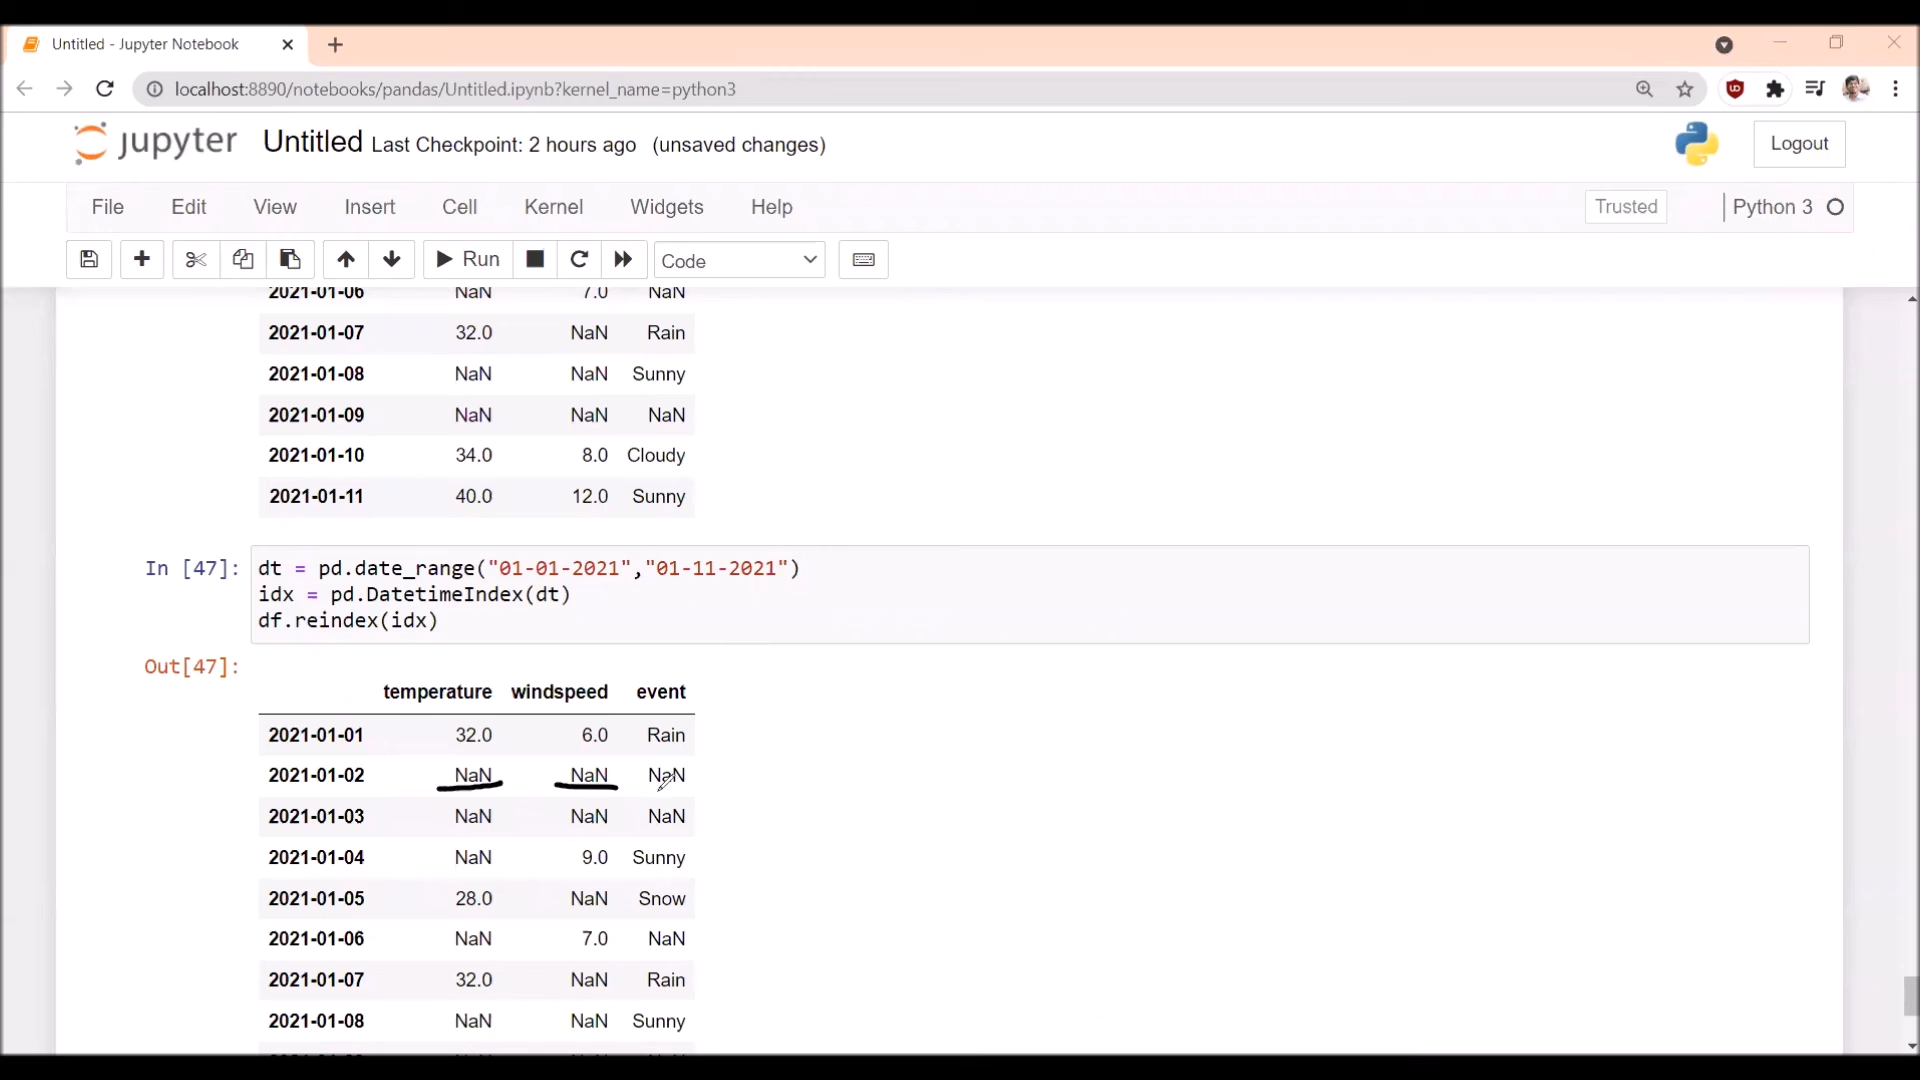 Untitled - Jupyter Notebook
localhost:8890/notebooks/pandas/Untitled.ipynb?kernel_name=python3
jupyter Untitled Last Checkpoint: 2 hours ago (unsaved changes)
Logout
File Edit View Insert Cell Kernel Widgets Help Trusted Python 3
Run Code
2021-01-06 NaN 7.0 NaN
2021-01-07 32.0 NaN Rain
2021-01-08 NaN NaN Sunny
2021-01-09 NaN NaN NaN
2021-01-10 34.0 8.0 Cloudy
2021-01-11 40.0 12.0 Sunny
In [47]: dt = pd.date_range("01-01-2021","01-11-2021")
idx = pd.DatetimeIndex(dt)
df.reindex(idx)
Out[47]:
temperature windspeed event
2021-01-01 32.0 6.0 Rain
2021-01-02 NaN NaN NaN
2021-01-03 NaN NaN NaN
2021-01-04 NaN 9.0 Sunny
2021-01-05 28.0 NaN Snow
2021-01-06 NaN 7.0 NaN
2021-01-07 32.0 NaN Rain
2021-01-08 NaN NaN Sunny